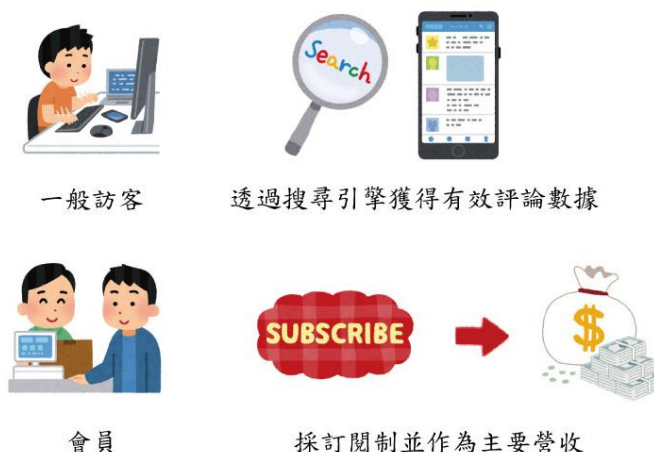 Search
一般訪客
透過搜尋引擎獲得有效評論數據
SUBSCRIBE
$
會員
採訂閱制並作為主要營收